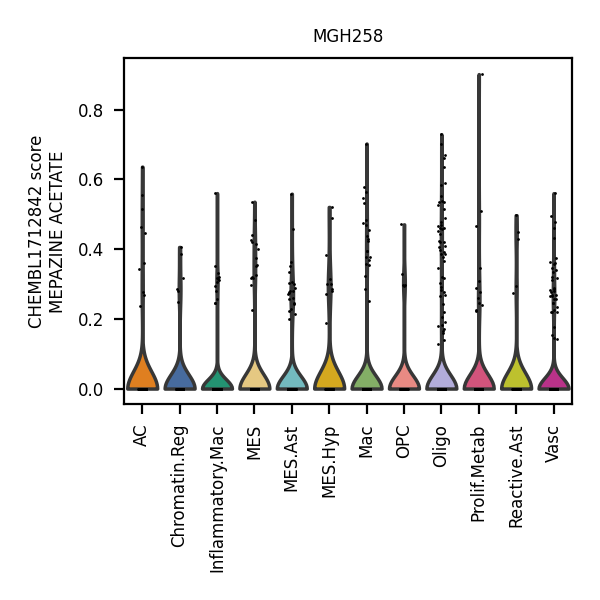 MGH258
CHEMBL1712842 score
MEPAZINE ACETATE
0.8
0.6
0.4
0.2
0.0
AC
Chromatin.Reg
Inflammatory.Mac
MES
MES.Ast
MES.Hyp
Mac
OPC
Oligo
Prolif.Metab
Reactive.Ast
Vasc